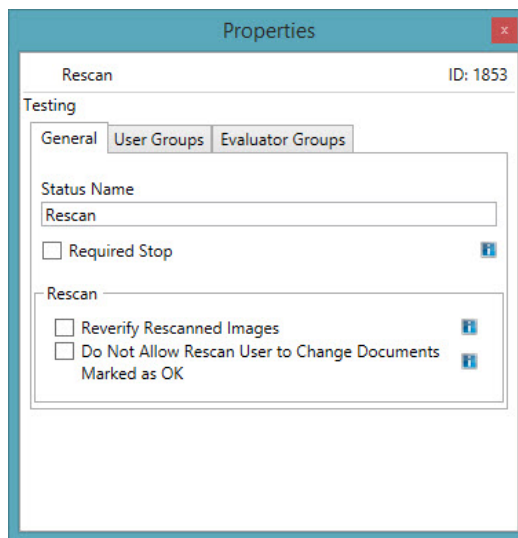 Properties
x
Rescan ID: 1853
Testing
General User Groups Evaluator Groups
Status Name
Rescan
Required Stop
Rescan
Reverify Rescanned Images
Do Not Allow Rescan User to Change Documents
Marked as OK